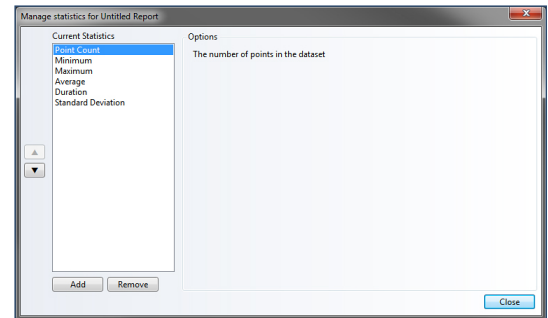 Manage statistics for Untitled Report
Current Statistics
Options
Point Count
The number of points in the dataset
Minimum
Maximum
Average
Duration
Standard Deviation
Add
Remove
Close